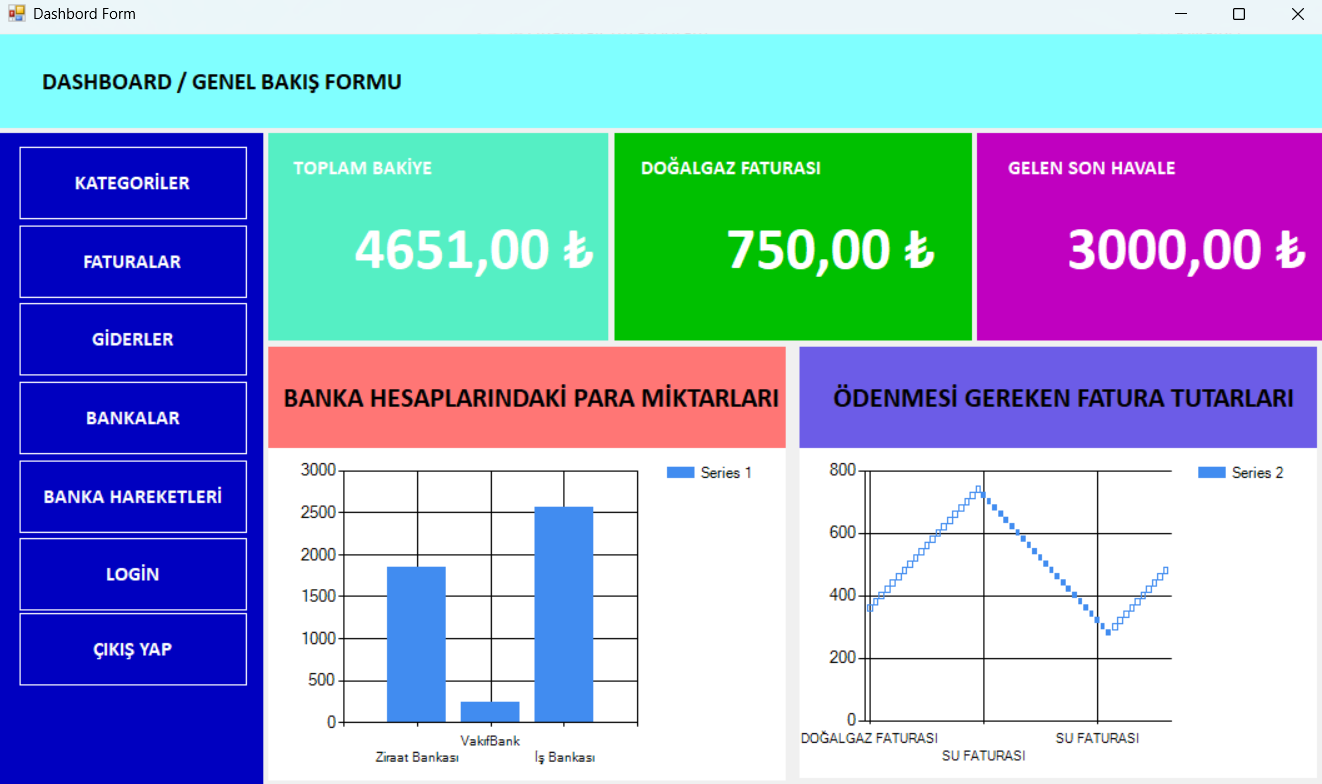 Dashbord Form
DASHBOARD / GENEL BAKIŞ FORMU
KATEGORİLER
FATURALAR
GİDERLER
BANKALAR
BANKA HAREKETLERİ
LOGİN
ÇIKIŞ YAP
TOPLAM BAKİYE
4651,00 ₺
DOĞALGAZ FATURASI
750,00 ₺
GELEN SON HAVALE
3000,00 ₺
BANKA HESAPLARINDAKİ PARA MİKTARLARI
3000
2500
2000
1500
1000
500
0
Series 1
VakıfBank
Ziraat Bankası
İş Bankası
ÖDENMESİ GEREKEN FATURA TUTARLARI
800
600
400
200
0
Series 2
DOĞALGAZ FATURASI
SU FATURASI
SU FATURASI